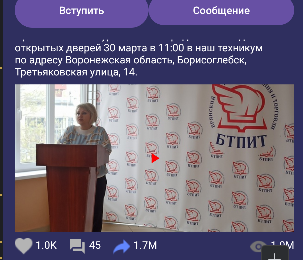 Вступить
Сообщение
открытых дверей 30 марта в 11:00 в наш техникум
по адресу Воронежская область, Борисоглебск,
Третьяковская улица, 14.
БТПИТ
1.0K
45
1.7M